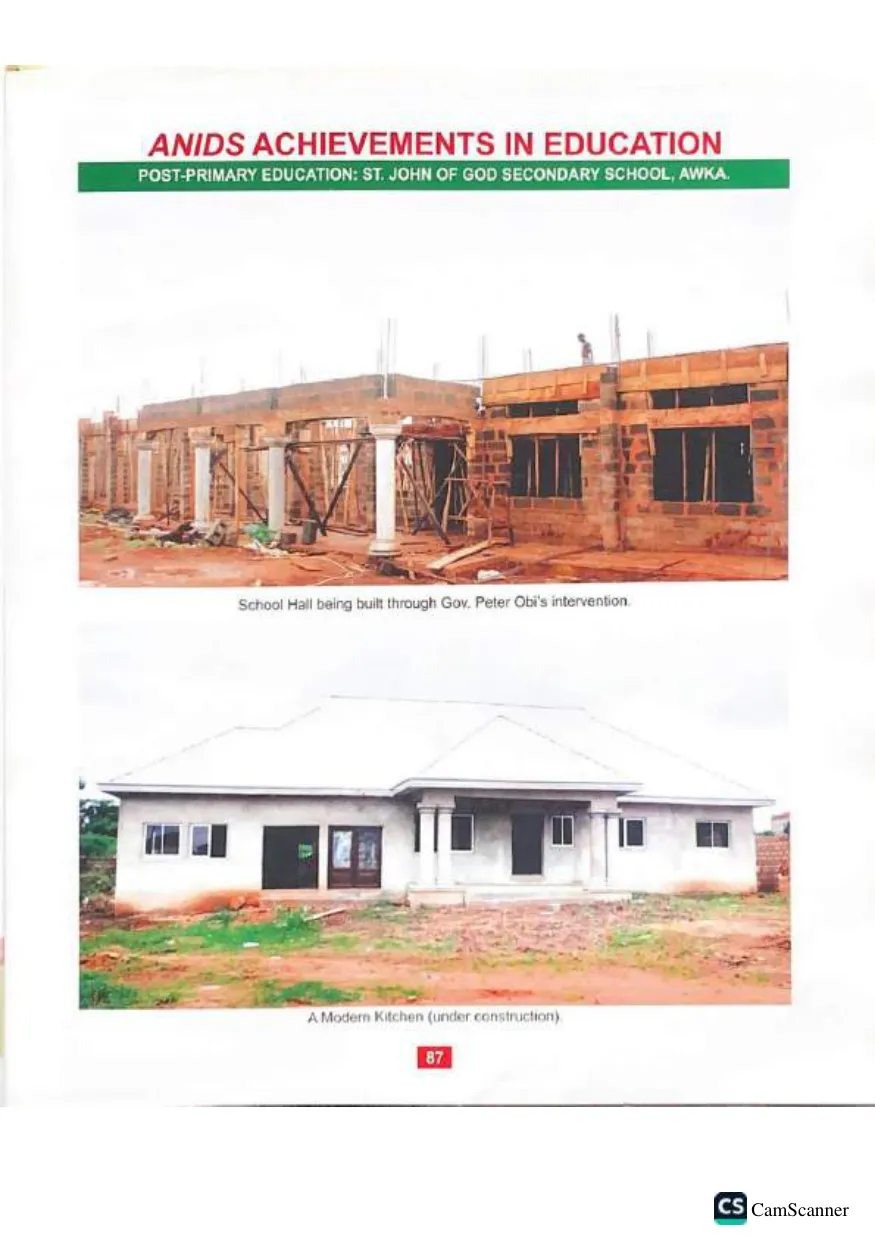 ANIDS ACHIEVEMENTS IN EDUCATION
POST-PRIMARY EDUCATION: ST. JOHN OF GOD SECONDARY SCHOOL, AWKA.
School Hall being built through Gov. Peter Obi's intervention.
A Modern Kitchen (under construction).
87
CS CamScanner